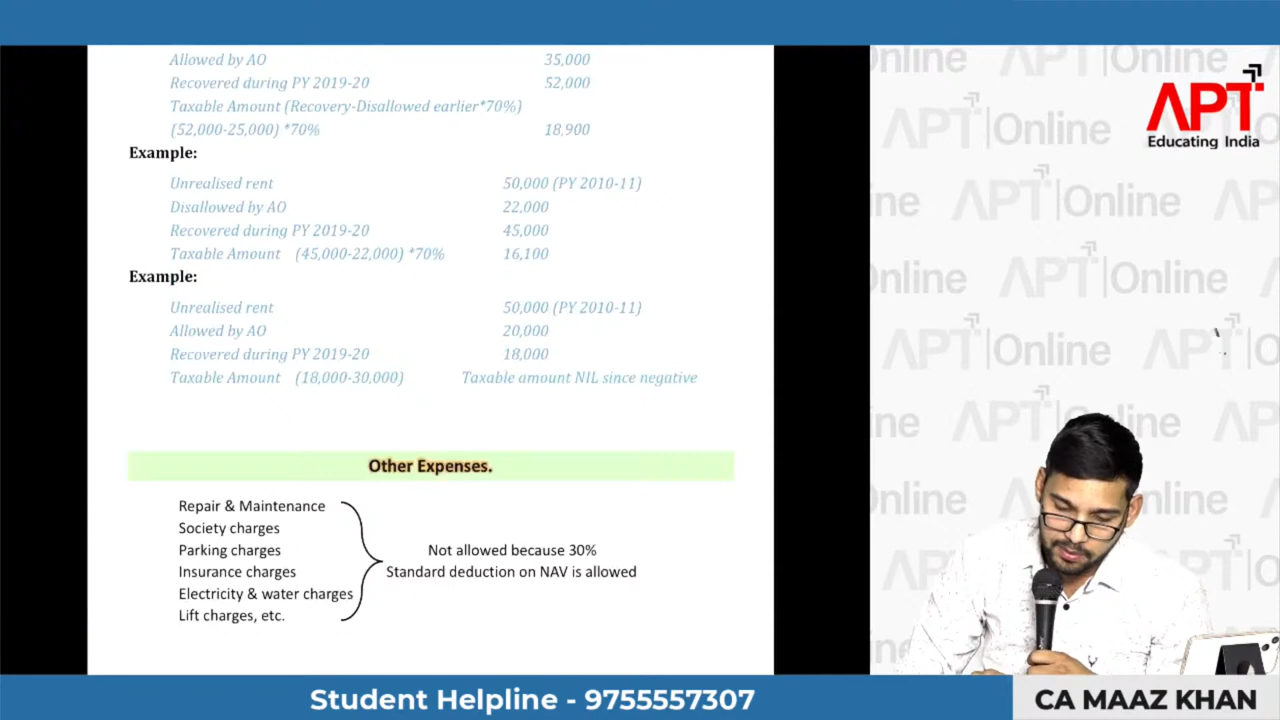 Allowed by AO 35,000
Recovered during PY 2019-20 52,000
Taxable Amount (Recovery-Disallowed earlier*70%)
(52,000-25,000) *70% 18,900
Example:
Unrealised rent 50,000 (PY 2010-11)
Disallowed by AO 22,000
Recovered during PY 2019-20 45,000
Taxable Amount (45,000-22,000) *70% 16,100
Example:
Unrealised rent 50,000 (PY 2010-11)
Allowed by AO 20,000
Recovered during PY 2019-20 18,000
Taxable Amount (18,000-30,000) Taxable amount NIL since negative
Other Expenses.
Repair & Maintenance
Society charges
Parking charges
Insurance charges
Electricity & water charges
Lift charges, etc.
Not allowed because 30%
Standard deduction on NAV is allowed
APT
Educating India
APT Online
Student Helpline - 9755557307
CA MAAZ KHAN